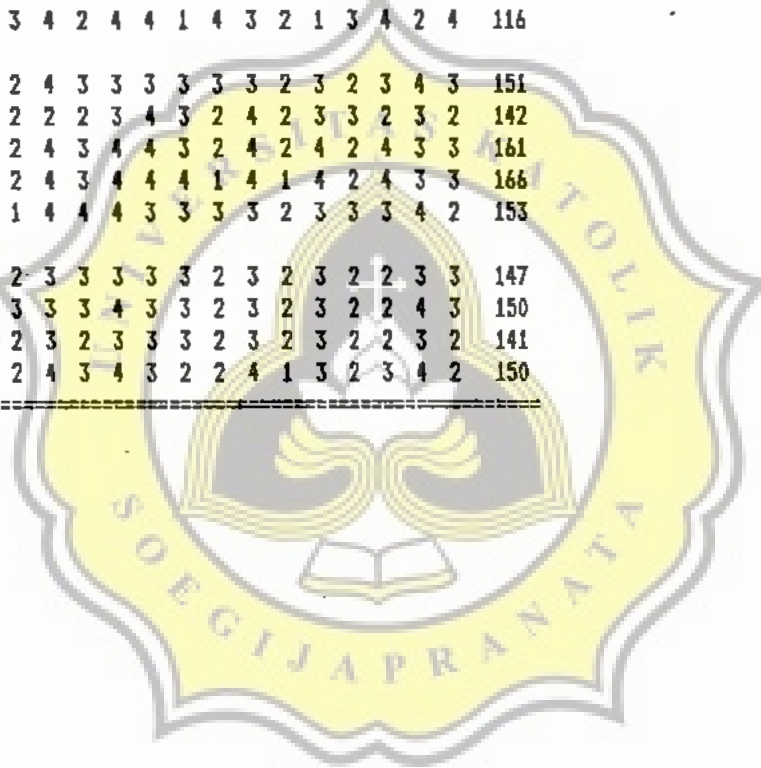 3 4 2 4 4 1 4 3 2 1 3 4 2 4 116
2 4 3 3 3 3 3 3 2 3 2 3 4 3 151
2 2 2 3 4 3 2 4 2 3 3 2 3 2 142
2 4 3 4 4 3 2 4 2 4 2 4 3 3 161
2 4 3 4 4 4 1 4 1 4 2 4 3 3 166
1 4 4 4 3 3 3 3 2 3 3 3 4 2 153
2 3 3 3 3 3 2 3 2 3 2 2 3 3 147
3 3 3 4 3 3 2 3 2 3 2 2 4 3 150
2 3 2 3 3 3 2 3 2 3 2 2 3 2 141
2 4 3 4 3 2 2 4 1 3 2 3 4 2 150
UNIVERSITAS KATOLIK
SOEGIJAPRANATA